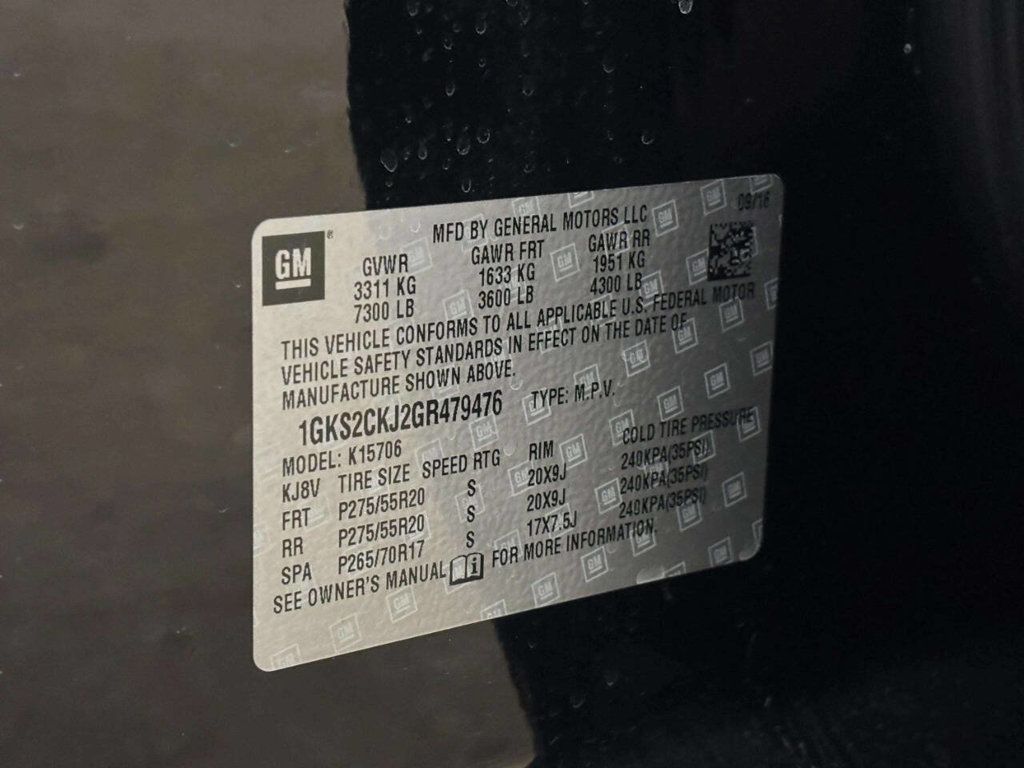 GM®
MFD BY GENERAL MOTORS LLC
09/16
GVWR GAWR FRT GAWR RR
3311 KG 1633 KG 1951 KG
7300 LB 3600 LB 4300 LB
THIS VEHICLE CONFORMS TO ALL APPLICABLE U.S. FEDERAL MOTOR
VEHICLE SAFETY STANDARDS IN EFFECT ON THE DATE OF
MANUFACTURE SHOWN ABOVE.
1GKS2CKJ2GR479476 TYPE: M.P.V.
MODEL: K15706
KJ8V TIRE SIZE SPEED RTG RIM COLD TIRE PRESSURE
FRT P275/55R20 S 20X9J 240KPA(35PSI)
RR P275/55R20 S 20X9J 240KPA(35PSI)
SPA P265/70R17 S 17X7.5J 240KPA(35PSI)
SEE OWNER'S MANUAL i FOR MORE INFORMATION.